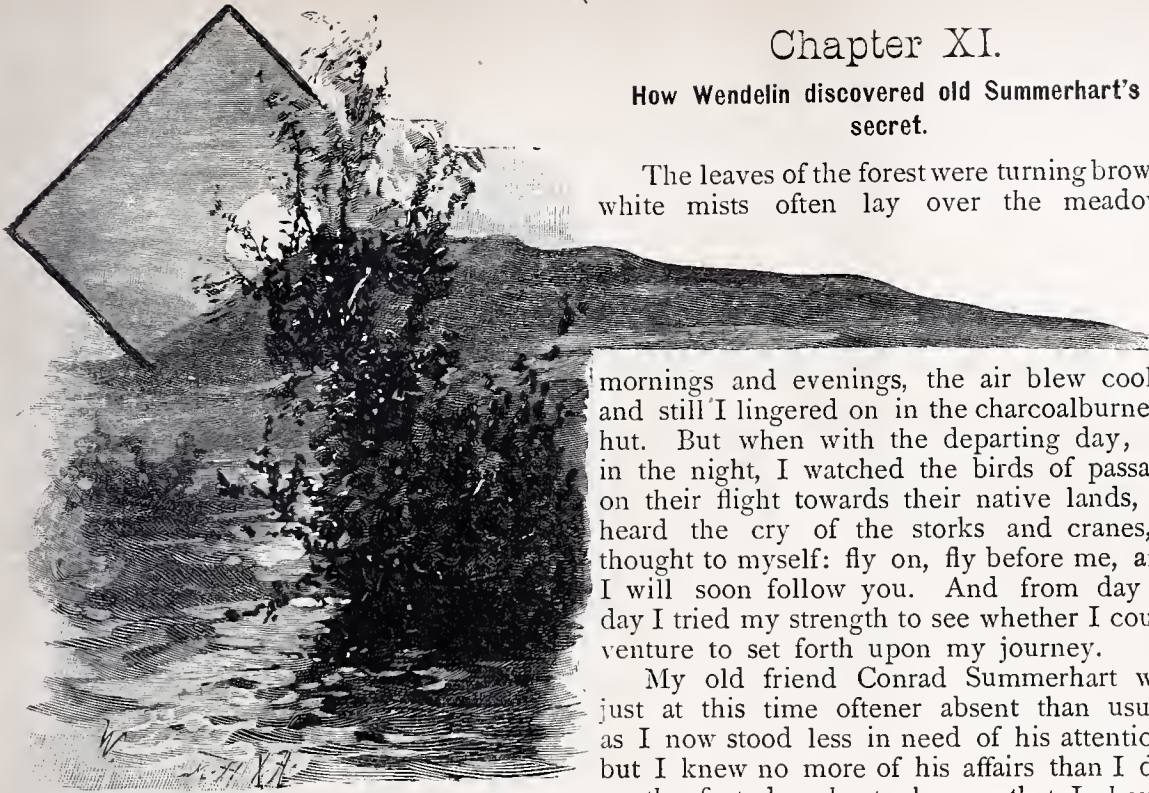 Chapter XI.
How Wendelin discovered old Summerhart's
secret.
The leaves of the forest were turning brow
white mists often lay over the meado
mornings and evenings, the air blew cool
and still I lingered on in the charcoalburne
hut. But when with the departing day,
in the night, I watched the birds of passa
on their flight towards their native lands,
heard the cry of the storks and cranes,
thought to myself: fly on, fly before me, a
I will soon follow you. And from day
day I tried my strength to see whether I cou
venture to set forth upon my journey.
My old friend Conrad Summerhart w
just at this time oftener absent than usu
as I now stood less in need of his attentio
but I knew no more of his affairs than I d